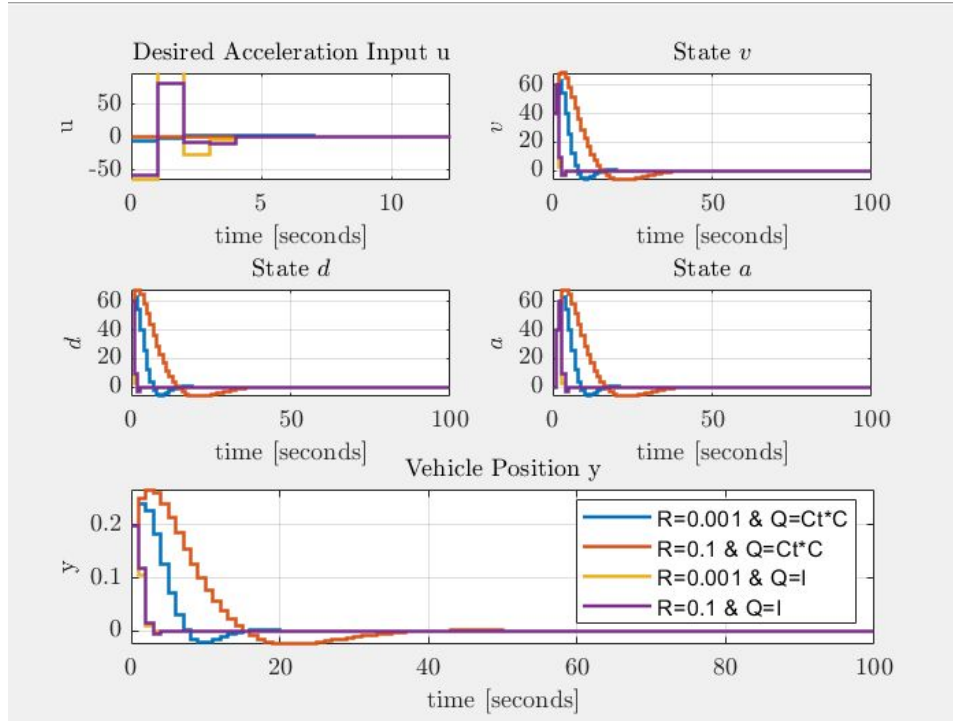 Desired Acceleration Input u
50
0
-50
u
0 5 10
time [seconds]
State v
60
40
20
0
v
0 50 100
time [seconds]
State d
60
40
20
0
d
0 50 100
time [seconds]
State a
60
40
20
0
a
0 50 100
time [seconds]
Vehicle Position y
0.2
0.1
0
y
R=0.001 & Q=Ct*C
R=0.1 & Q=Ct*C
R=0.001 & Q=I
R=0.1 & Q=I
0 20 40 60 80 100
time [seconds]